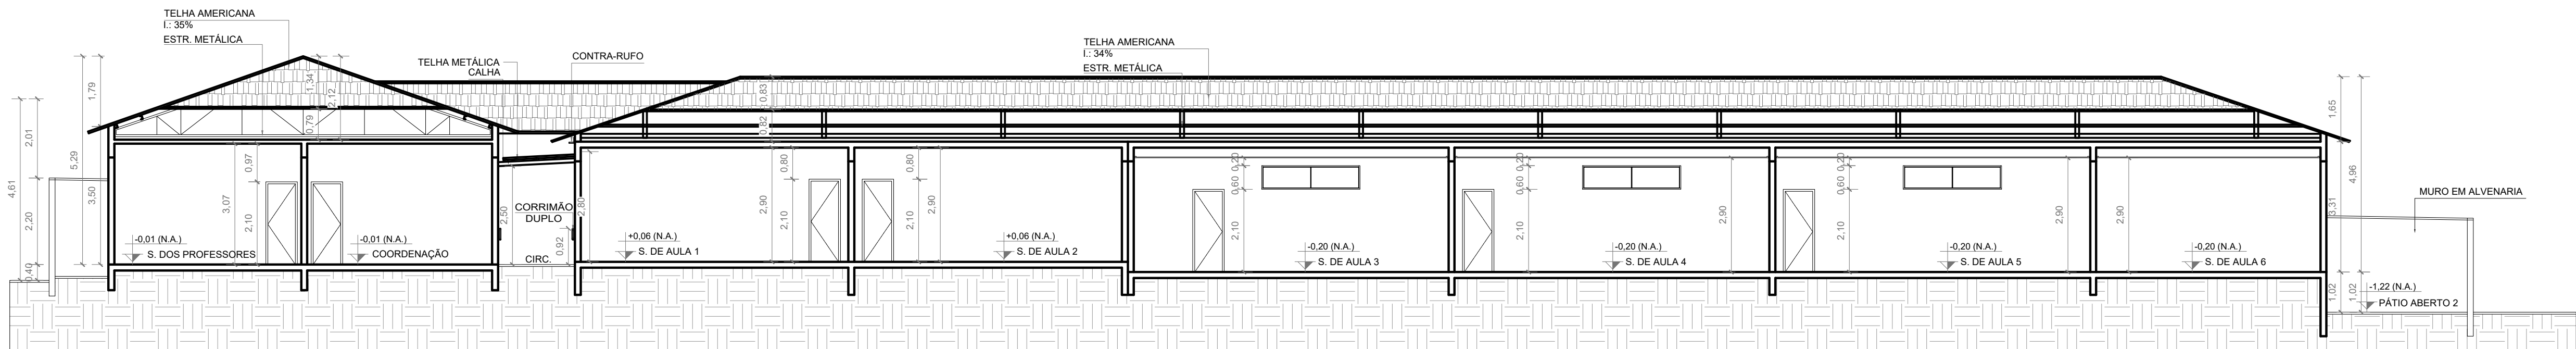 TELHA AMERICANA
I.: 35%
ESTR. METÁLICA
TELHA METÁLICA
CALHA
CONTRA-RUFO
TELHA AMERICANA
I.: 34%
ESTR. METÁLICA
1,79
2,01
5,29
4,61
3,50
2,20
0,40
1,34
2,12
0,79
0,97
3,07
2,10
-0,01 (N.A.)
S. DOS PROFESSORES
-0,01 (N.A.)
COORDENAÇÃO
2,50
CORRIMÃO
DUPLO
0,92
CIRC.
2,80
0,83
0,82
2,90
0,80
2,10
+0,06 (N.A.)
S. DE AULA 1
0,80
2,10
2,90
+0,06 (N.A.)
S. DE AULA 2
0,20
0,60
2,10
-0,20 (N.A.)
S. DE AULA 3
0,20
0,60
2,10
2,90
-0,20 (N.A.)
S. DE AULA 4
0,20
0,60
2,10
2,90
-0,20 (N.A.)
S. DE AULA 5
2,90
-0,20 (N.A.)
S. DE AULA 6
1,65
4,96
3,31
1,02
1,02
MURO EM ALVENARIA
-1,22 (N.A.)
PÁTIO ABERTO 2